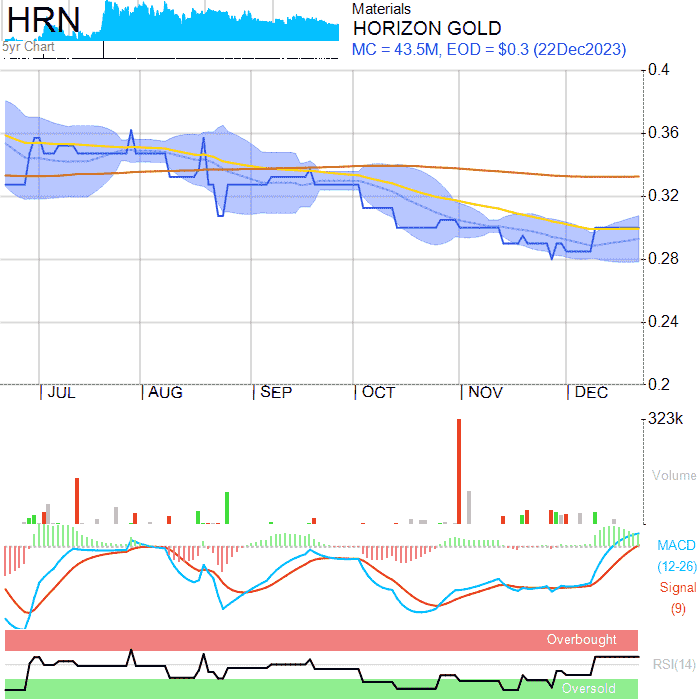 HRN
5yr Chart
Materials
HORIZON GOLD
MC = 43.5M, EOD = $0.3 (22Dec2023)
0.4
0.36
0.32
0.28
0.24
0.2
JUL
AUG
SEP
OCT
NOV
DEC
323k
Volume
MACD
(12-26)
Signal
(9)
Overbought
RSI(14)
Oversold